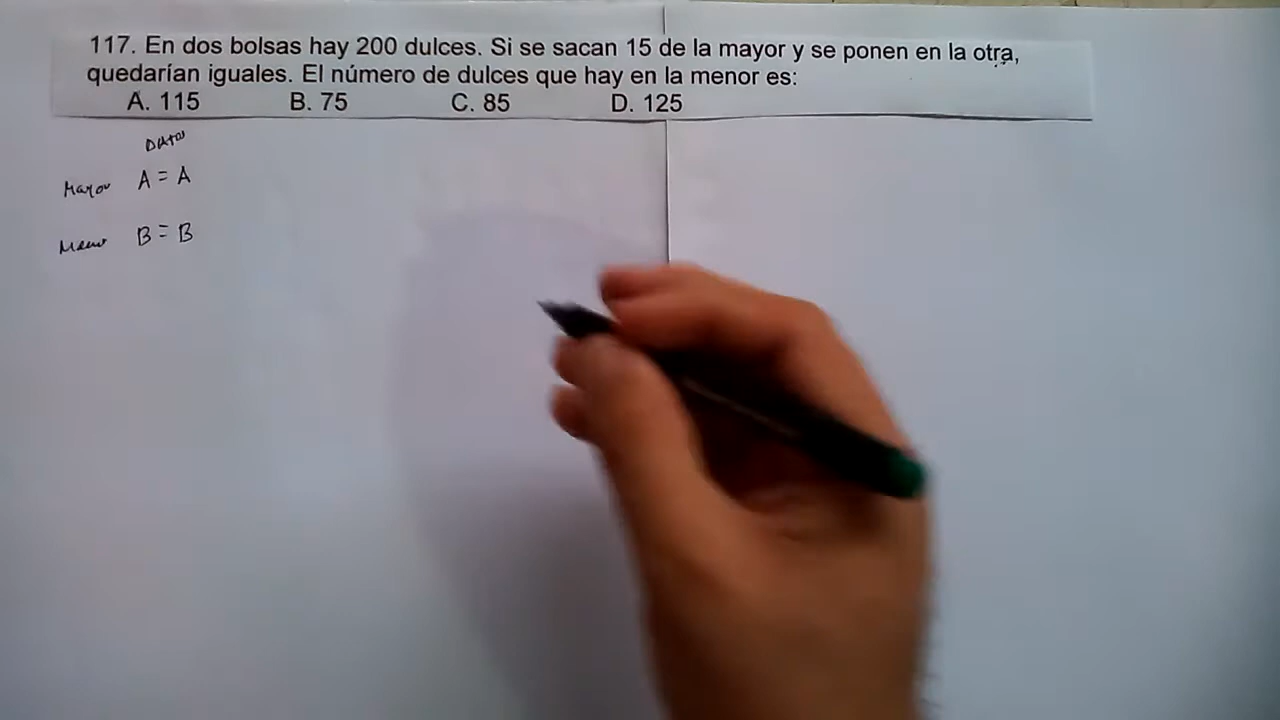 117. En dos bolsas hay 200 dulces. Si se sacan 15 de la mayor y se ponen en la otra,
quedarían iguales. El número de dulces que hay en la menor es:
A. 115 B. 75 C. 85 D. 125
DATOS
Mayor A = A
Menor B = B